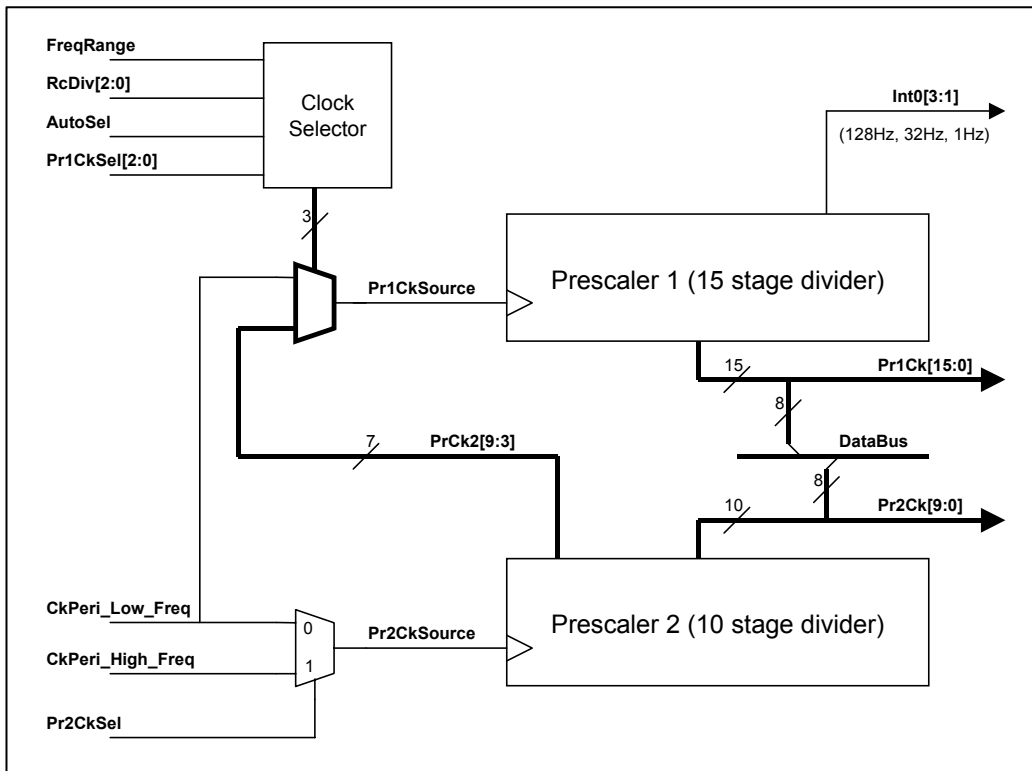 FreqRange
RcDiv[2:0]
AutoSel
Pr1CkSel[2:0]
Clock
Selector
Int0[3:1]
(128Hz, 32Hz, 1Hz)
3
Pr1CkSource
Prescaler 1 (15 stage divider)
15
Pr1Ck[15:0]
8
7
PrCk2[9:3]
DataBus
8
10
Pr2Ck[9:0]
CkPeri_Low_Freq
0
Pr2CkSource
Prescaler 2 (10 stage divider)
CkPeri_High_Freq
1
Pr2CkSel